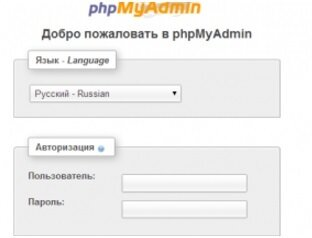 phpMyAdmin
Добро пожаловать в phpMyAdmin
Язык - Language
Русский - Russian
Авторизация
Пользователь:
Пароль: